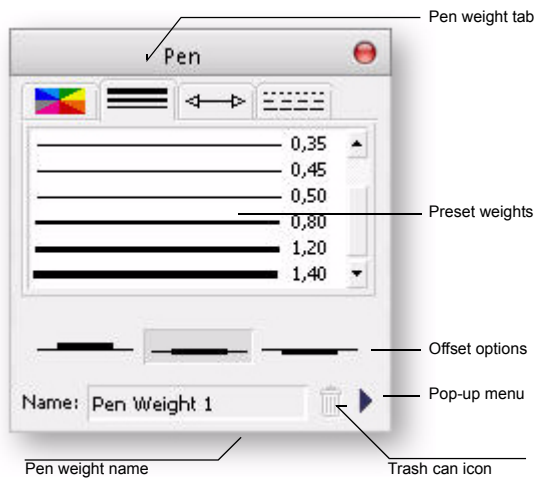 Pen weight tab
Pen
0,35
0,45
0,50
Preset weights
0,80
1,20
1,40
Offset options
Pop-up menu
Name: Pen Weight 1
Pen weight name
Trash can icon